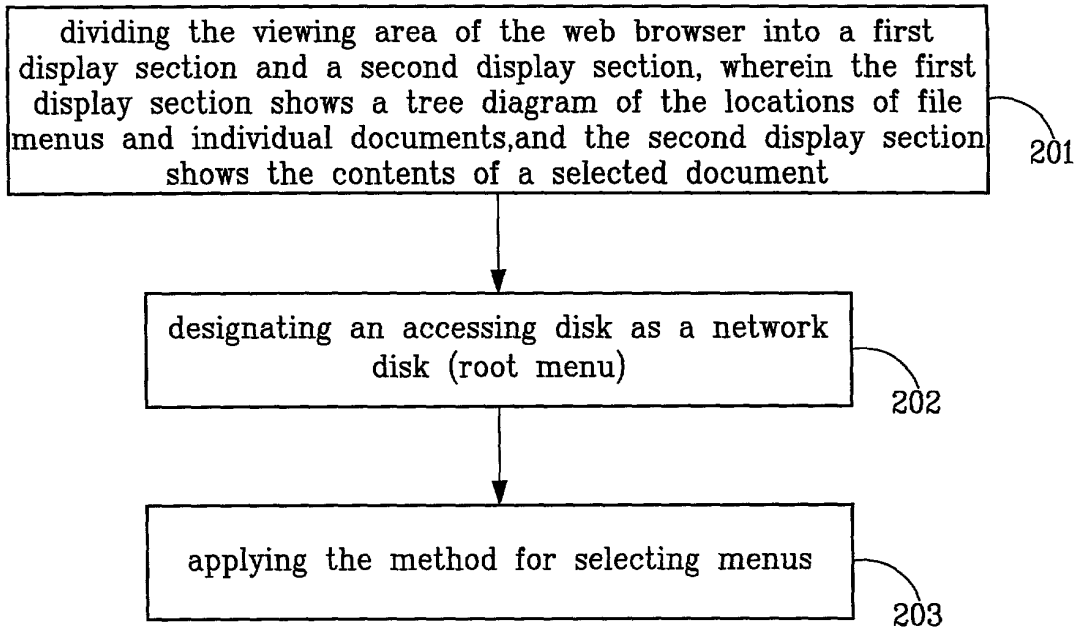 dividing the viewing area of the web browser into a first
display section and a second display section, wherein the first
display section shows a tree diagram of the locations of file
menus and individual documents,and the second display section
shows the contents of a selected document
201
designating an accessing disk as a network
disk (root menu)
202
applying the method for selecting menus
203